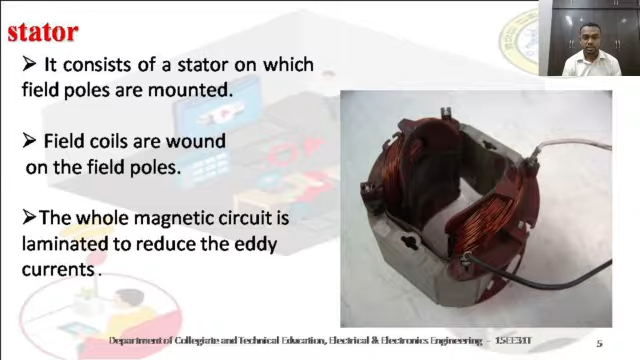 stator
➢ It consists of a stator on which
field poles are mounted.
➢ Field coils are wound
on the field poles.
➢The whole magnetic circuit is
laminated to reduce the eddy
currents.
Department of Collegiate and Technical Education, Electrical & Electronics Engineering - 15EE31T
5